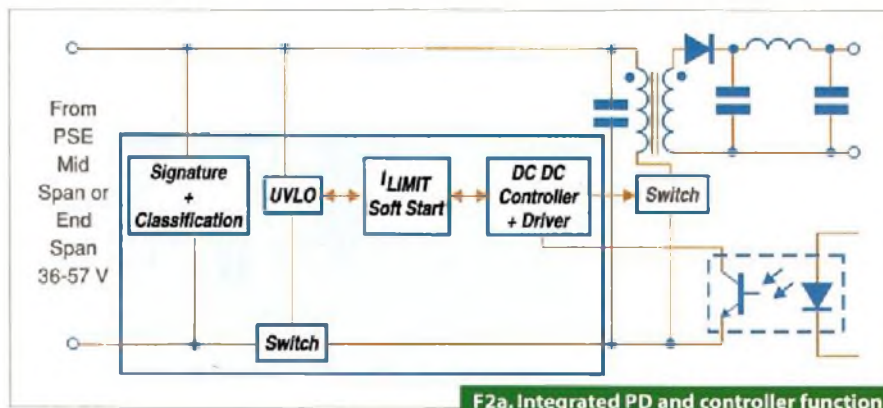 From
PSE
Mid
Span or
End
Span
36-57 V
Signature
+
Classification
UVLO
ILIMIT
Soft Start
DC DC
Controller
+ Driver
Switch
Switch
F2a. Integrated PD and controller function